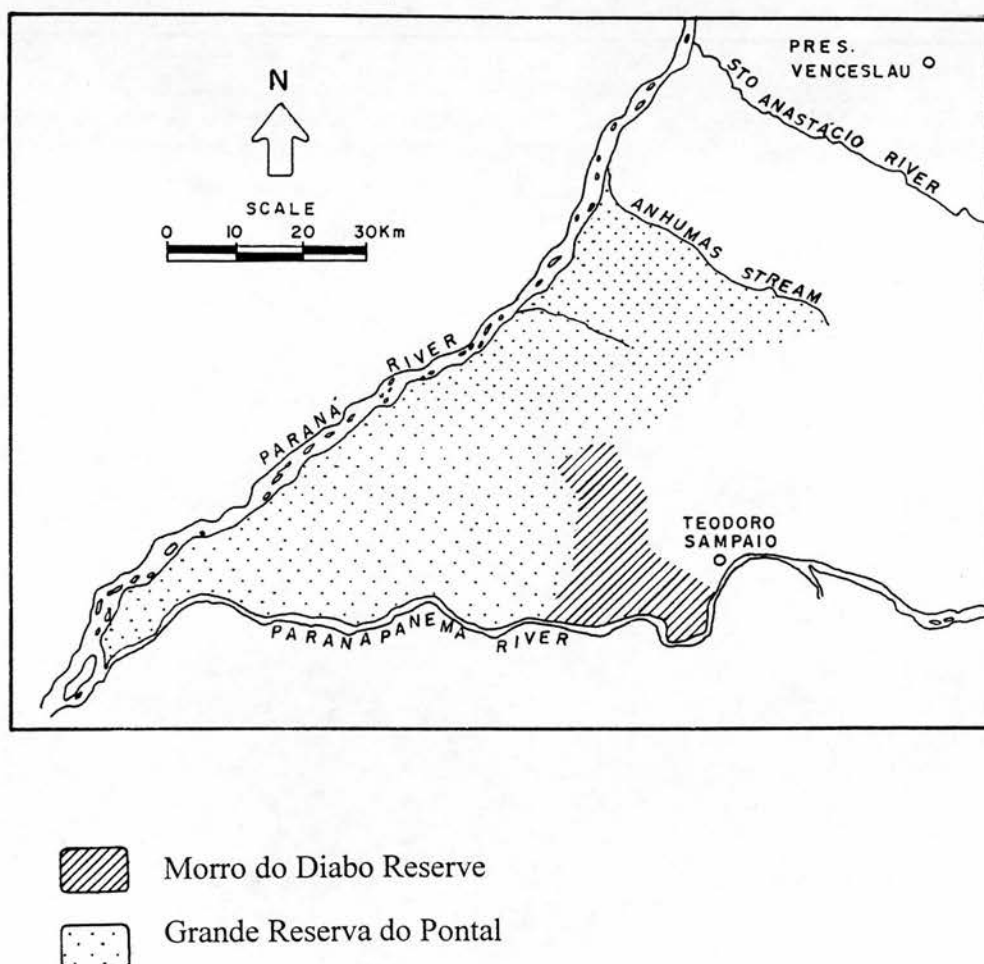 PRES.
VENCESLAU
N
STO ANASTÁCIO RIVER
SCALE
0 10 20 30Km
ANHUMAS STREAM
PARANÁ RIVER
TEODORO
SAMPAIO
PARANAPANEMA RIVER
Morro do Diabo Reserve
Grande Reserva do Pontal